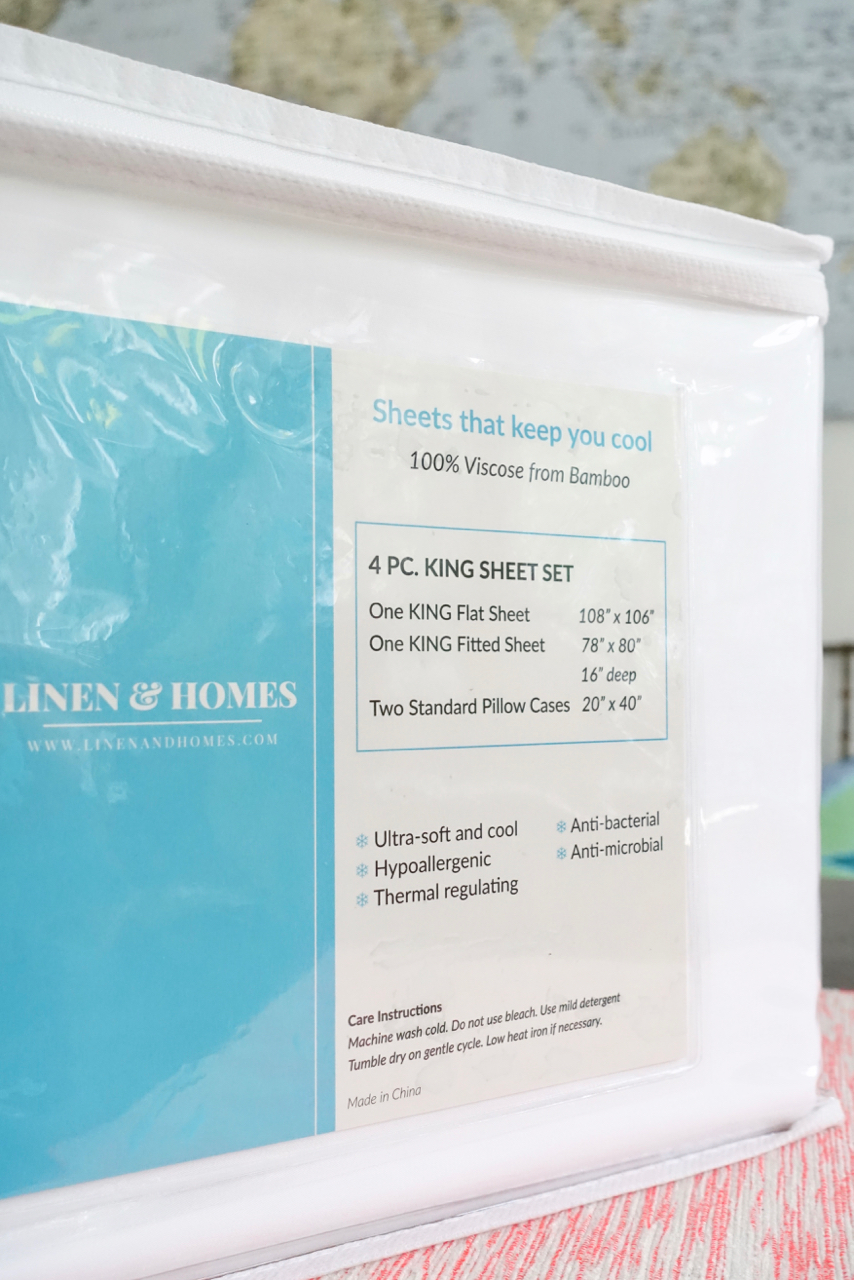 LINEN & HOMES
WWW.LINENANDHOMES.COM
Sheets that keep you cool
100% Viscose from Bamboo
4 PC. KING SHEET SET
One KING Flat Sheet 108" x 106"
One KING Fitted Sheet 78" x 80"
16" deep
Two Standard Pillow Cases 20" x 40"
Ultra-soft and cool
Hypoallergenic
Thermal regulating
Anti-bacterial
Anti-microbial
Care Instructions
Machine wash cold. Do not use bleach. Use mild detergent
Tumble dry on gentle cycle. Low heat iron if necessary.
Made in China